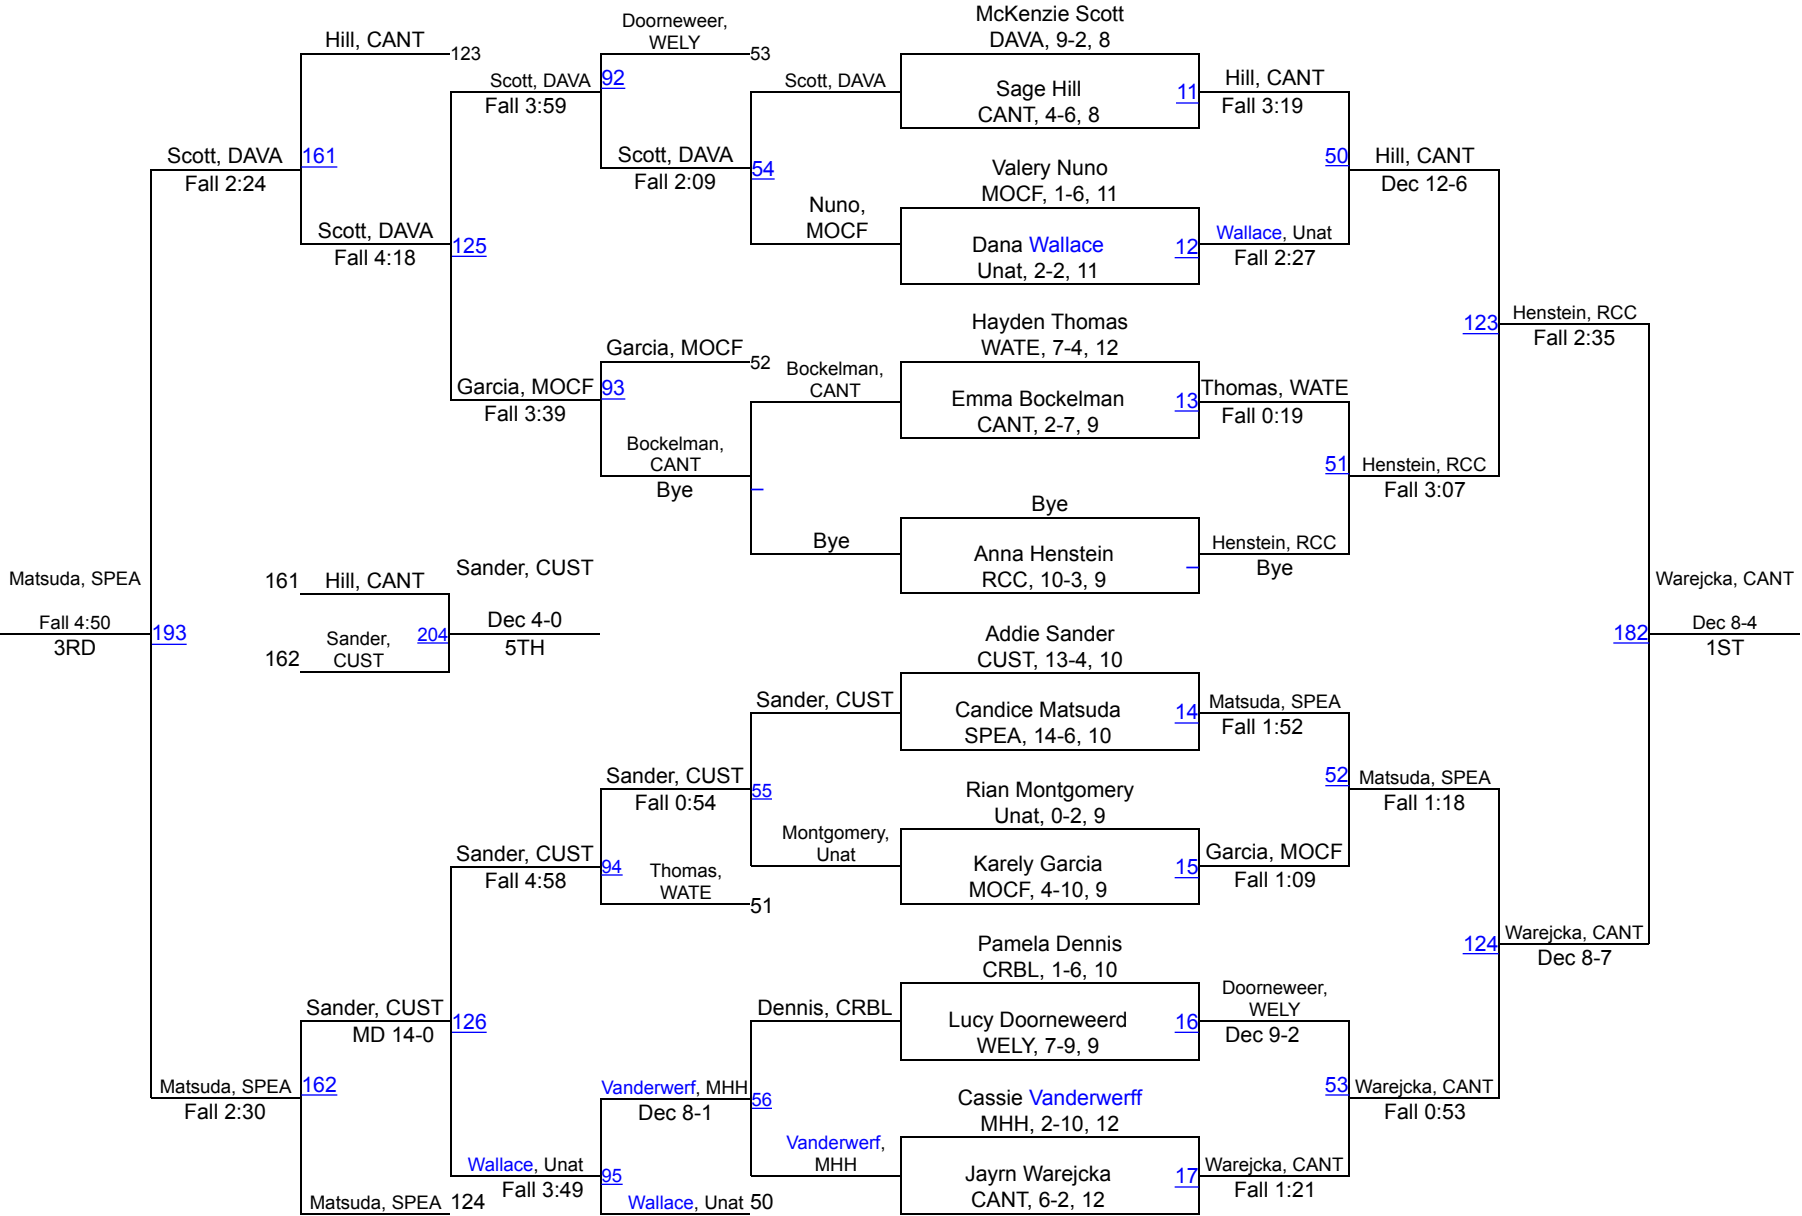 McKenzie Scott
DAVA, 9-2, 8
Sage Hill
CANT, 4-6, 8
11
Valery Nuno
MOCF, 1-6, 11
Dana Wallace
Unat, 2-2, 11
12
Hayden Thomas
WATE, 7-4, 12
Emma Bockelman
CANT, 2-7, 9
13
Bye
Anna Henstein
RCC, 10-3, 9
–
Addie Sander
CUST, 13-4, 10
Candice Matsuda
SPEA, 14-6, 10
14
Rian Montgomery
Unat, 0-2, 9
Karely Garcia
MOCF, 4-10, 9
15
Pamela Dennis
CRBL, 1-6, 10
Lucy Doorneweerd
WELY, 7-9, 9
16
Cassie Vanderwerff
MHH, 2-10, 12
Jayrn Warejcka
CANT, 6-2, 12
17
Hill, CANT
Fall 3:19
50
Wallace, Unat
Fall 2:27
Thomas, WATE
Fall 0:19
51
Henstein, RCC
Bye
Matsuda, SPEA
Fall 1:52
52
Garcia, MOCF
Fall 1:09
Doorneweer,
WELY
Dec 9-2
53
Warejcka, CANT
Fall 1:21
Hill, CANT
Dec 12-6
123
Henstein, RCC
Fall 3:07
Matsuda, SPEA
Fall 1:18
124
Warejcka, CANT
Fall 0:53
Henstein, RCC
Fall 2:35
182
Warejcka, CANT
Dec 8-7
Warejcka, CANT
Dec 8-4
1ST
Scott, DAVA
54
Nuno,
MOCF
Bockelman,
CANT
–
Bye
Sander, CUST
55
Montgomery,
Unat
Dennis, CRBL
56
Vanderwerf,
MHH
Doorneweer,
WELY
53
92
Scott, DAVA
Fall 2:09
Garcia, MOCF
52
93
Bockelman,
CANT
Bye
Sander, CUST
Fall 0:54
94
Thomas,
WATE
51
Vanderwerf, MHH
Dec 8-1
95
Wallace, Unat
50
Scott, DAVA
Fall 3:59
125
Garcia, MOCF
Fall 3:39
Sander, CUST
Fall 4:58
126
Wallace, Unat
Fall 3:49
Hill, CANT
123
161
Scott, DAVA
Fall 4:18
Sander, CUST
MD 14-0
162
Matsuda, SPEA
124
Scott, DAVA
Fall 2:24
193
Matsuda, SPEA
Fall 2:30
Matsuda, SPEA
Fall 4:50
3RD
161
Hill, CANT
204
162
Sander,
CUST
Sander, CUST
Dec 4-0
5TH